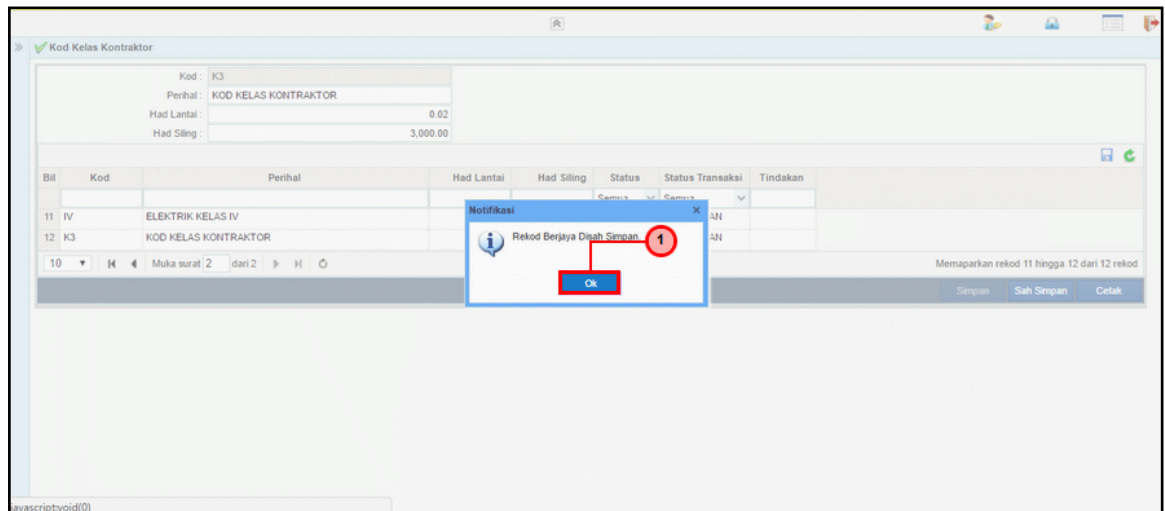 Kod Kelas Kontraktor
Kod : K3
Perihal : KOD KELAS KONTRAKTOR
Had Lantai : 0.02
Had Siling : 3,000.00
Bil Kod Perihal Had Lantai Had Siling Status Status Transaksi Tindakan
Semua Semua
11 IV ELEKTRIK KELAS IV AN
12 K3 KOD KELAS KONTRAKTOR AN
Notifikasi
Rekod Berjaya Disah Simpan.
1
Ok
10 Muka surat 2 dari 2 Memaparkan rekod 11 hingga 12 dari 12 rekod
Simpan Sah Simpan Cetak
javascript:void(0)